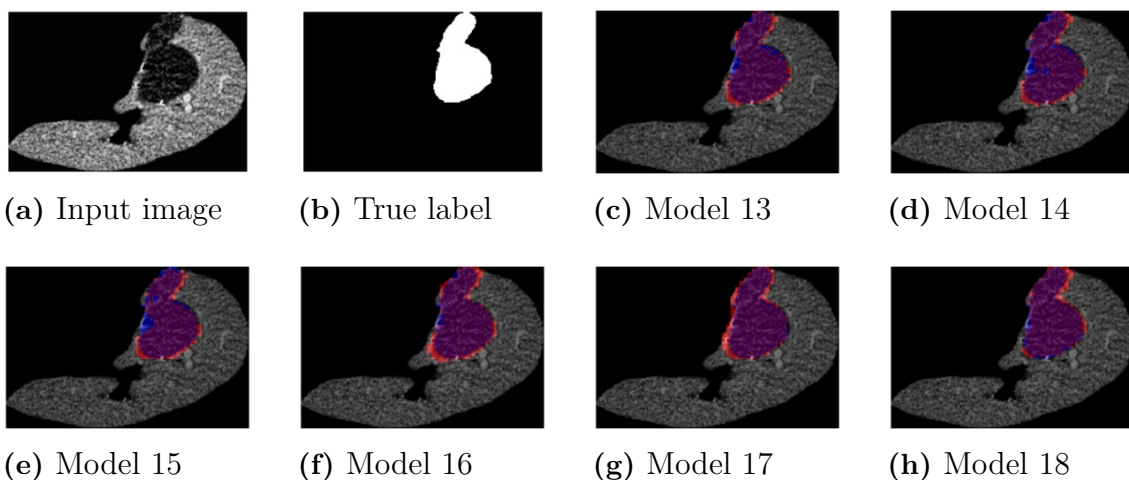 (a) Input image
(b) True label
(c) Model 13
(d) Model 14
(e) Model 15
(f) Model 16
(g) Model 17
(h) Model 18